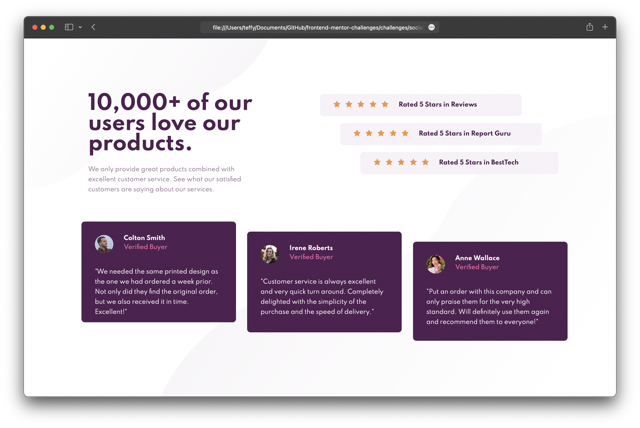 file:///Users/teffy/Documents/GitHub/frontend-mentor-challenges/challenges/soci
10,000+ of our
users love our
products.
We only provide great products combined with
excellent customer service. See what our satisfied
customers are saying about our services.
Rated 5 Stars in Reviews
Rated 5 Stars in Report Guru
Rated 5 Stars in BestTech
Colton Smith
Verified Buyer
"We needed the same printed design as
the one we had ordered a week prior.
Not only did they find the original order,
but we also received it in time.
Excellent!"
Irene Roberts
Verified Buyer
"Customer service is always excellent
and very quick turn around. Completely
delighted with the simplicity of the
purchase and the speed of delivery."
Anne Wallace
Verified Buyer
"Put an order with this company and can
only praise them for the very high
standard. Will definitely use them again
and recommend them to everyone!"